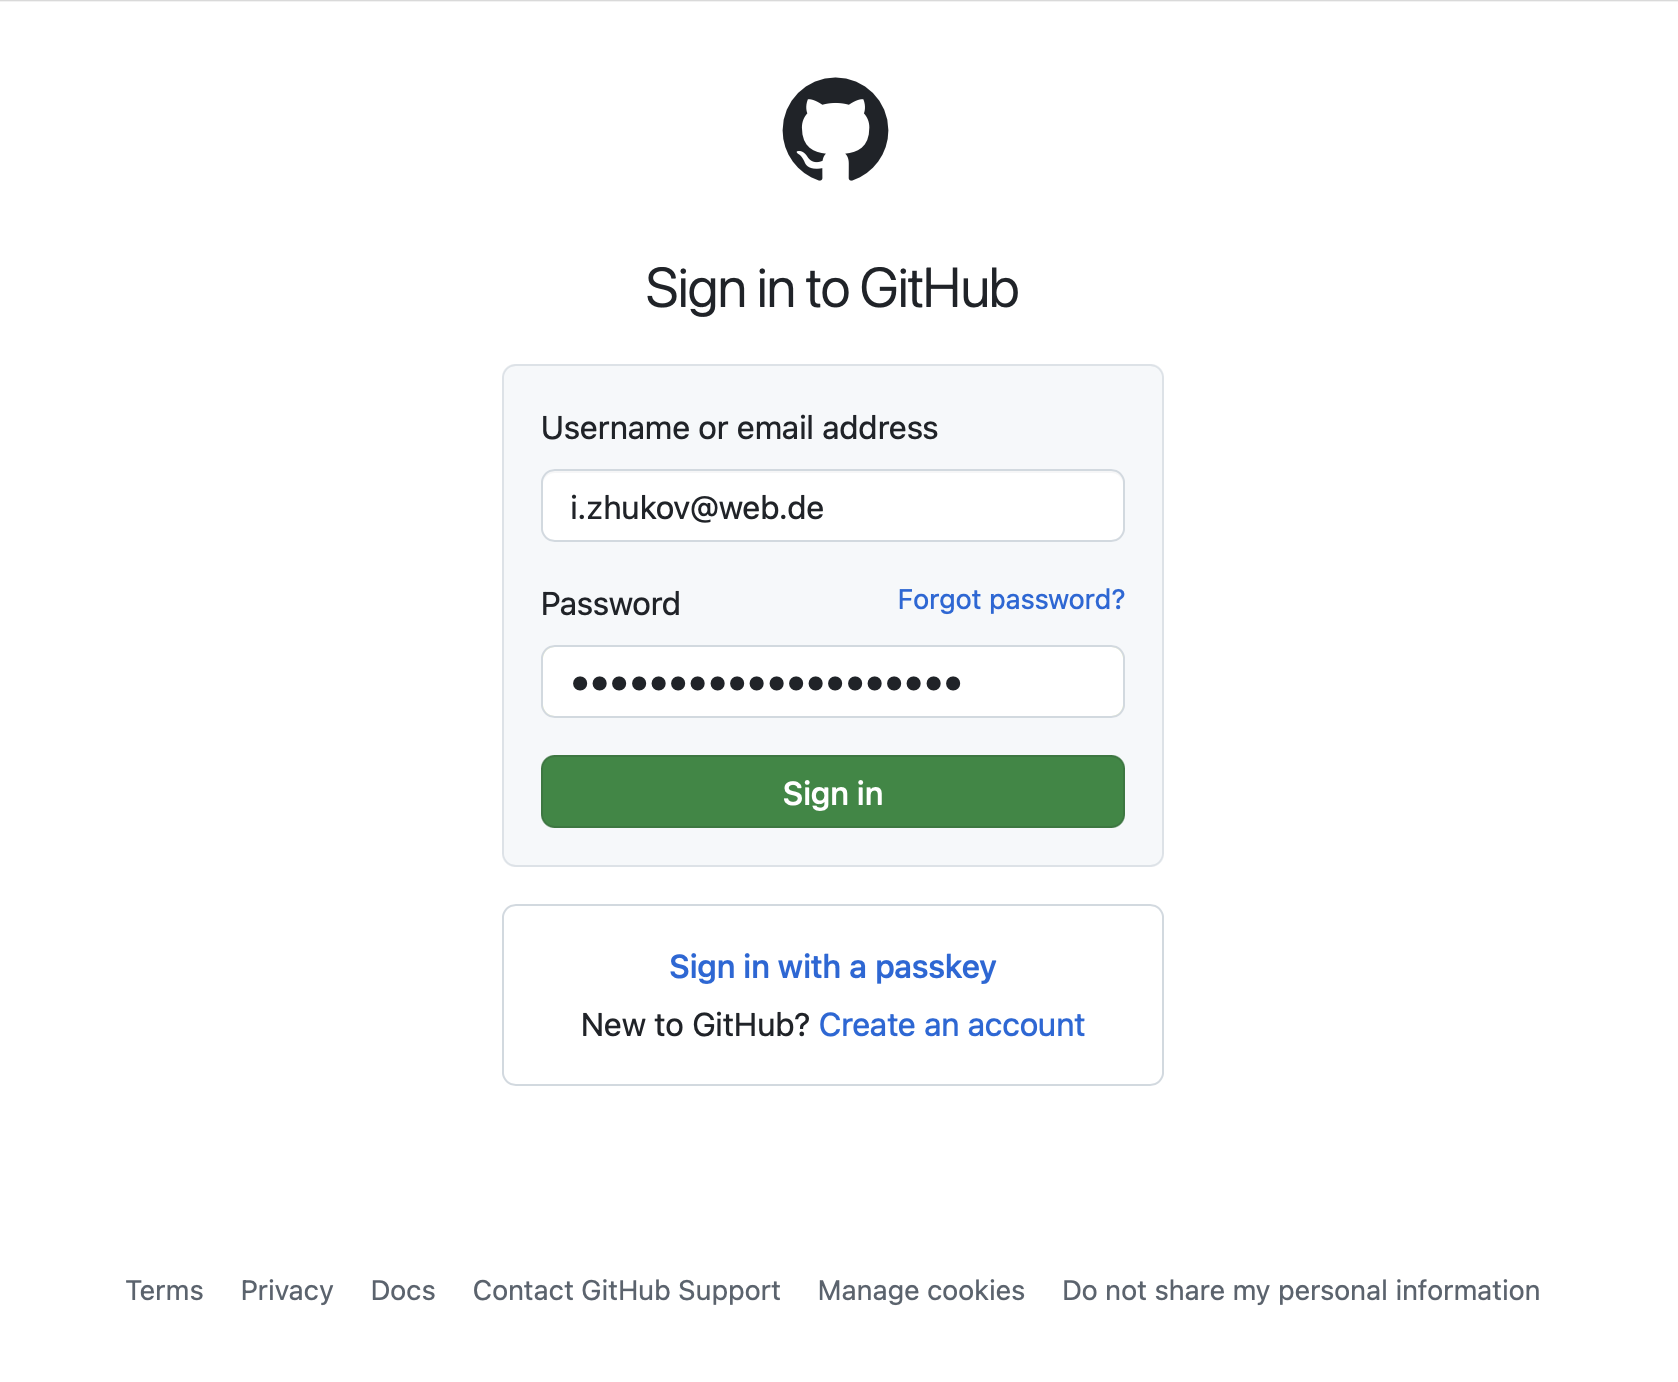 Sign in to GitHub
Username or email address
i.zhukov@web.de
Password Forgot password?
●●●●●●●●●●●●●●●●●●●●
Sign in
Sign in with a passkey
New to GitHub? Create an account
Terms Privacy Docs Contact GitHub Support Manage cookies Do not share my personal information